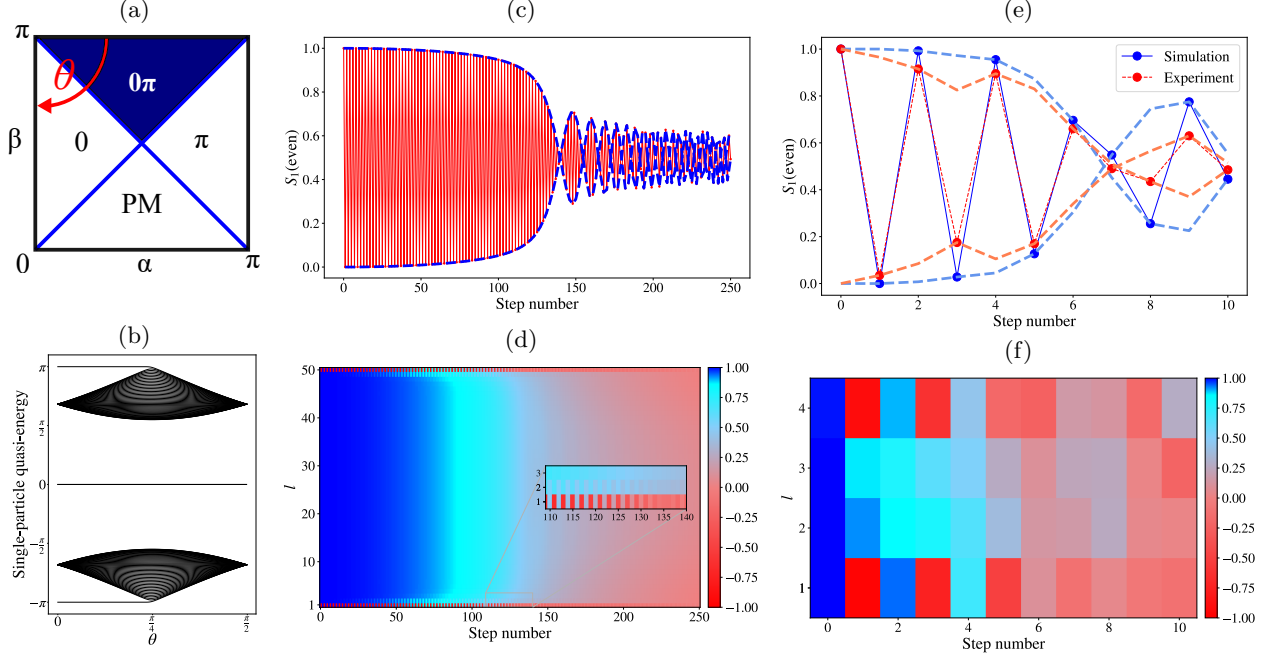 (a)
π
θ
0π
β
0
π
PM
0
α
π
(b)
Single-particle quasi-energy
π
π/2
0
−π/2
−π
0
π/4
π/2
θ
(c)
S₁(even)
1.0
0.8
0.6
0.4
0.2
0.0
0 50 100 150 200 250
Step number
(d)
l
50
40
30
20
10
1
3
2
1
110 115 120 125 130 135 140
0 50 100 150 200 250
Step number
1.00
0.75
0.50
0.25
0.00
−0.25
−0.50
−0.75
−1.00
(e)
Simulation
Experiment
S₁(even)
1.0
0.8
0.6
0.4
0.2
0.0
0 2 4 6 8 10
Step number
(f)
l
4
3
2
1
0 2 4 6 8 10
Step number
1.00
0.75
0.50
0.25
0.00
−0.25
−0.50
−0.75
−1.00